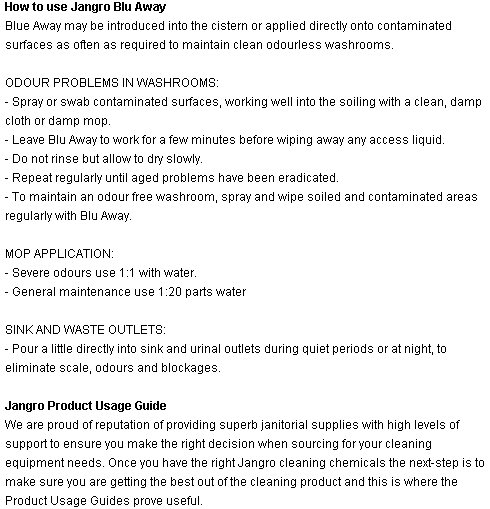 How to use Jangro Blu Away
Blue Away may be introduced into the cistern or applied directly onto contaminated
surfaces as often as required to maintain clean odourless washrooms.
ODOUR PROBLEMS IN WASHROOMS:
- Spray or swab contaminated surfaces, working well into the soiling with a clean, damp
cloth or damp mop.
- Leave Blu Away to work for a few minutes before wiping away any access liquid.
- Do not rinse but allow to dry slowly.
- Repeat regularly until aged problems have been eradicated.
- To maintain an odour free washroom, spray and wipe soiled and contaminated areas
regularly with Blu Away.
MOP APPLICATION:
- Severe odours use 1:1 with water.
- General maintenance use 1:20 parts water
SINK AND WASTE OUTLETS:
- Pour a little directly into sink and urinal outlets during quiet periods or at night, to
eliminate scale, odours and blockages.
Jangro Product Usage Guide
We are proud of reputation of providing superb janitorial supplies with high levels of
support to ensure you make the right decision when sourcing for your cleaning
equipment needs. Once you have the right Jangro cleaning chemicals the next-step is to
make sure you are getting the best out of the cleaning product and this is where the
Product Usage Guides prove useful.